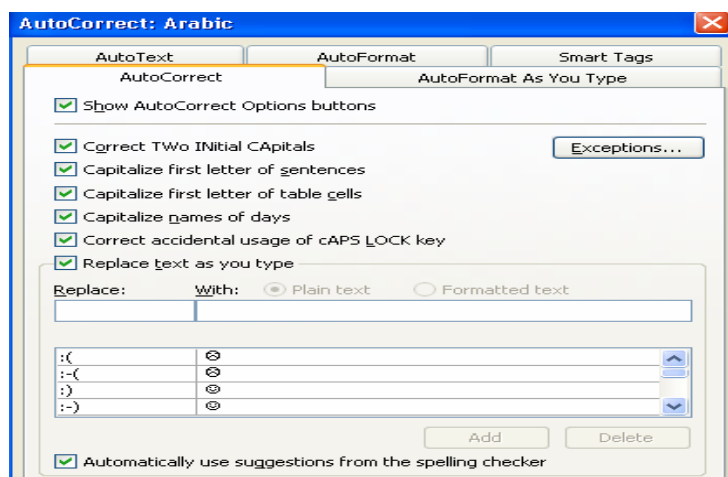 AutoCorrect: Arabic
AutoText AutoFormat Smart Tags
AutoCorrect AutoFormat As You Type
Show AutoCorrect Options buttons
Correct TWo INitial CApitals Exceptions...
Capitalize first letter of sentences
Capitalize first letter of table cells
Capitalize names of days
Correct accidental usage of cAPS LOCK key
Replace text as you type
Replace: With: Plain text Formatted text
:( ☹
:-( ☹
:) ☺
:-) ☺
Add Delete
Automatically use suggestions from the spelling checker